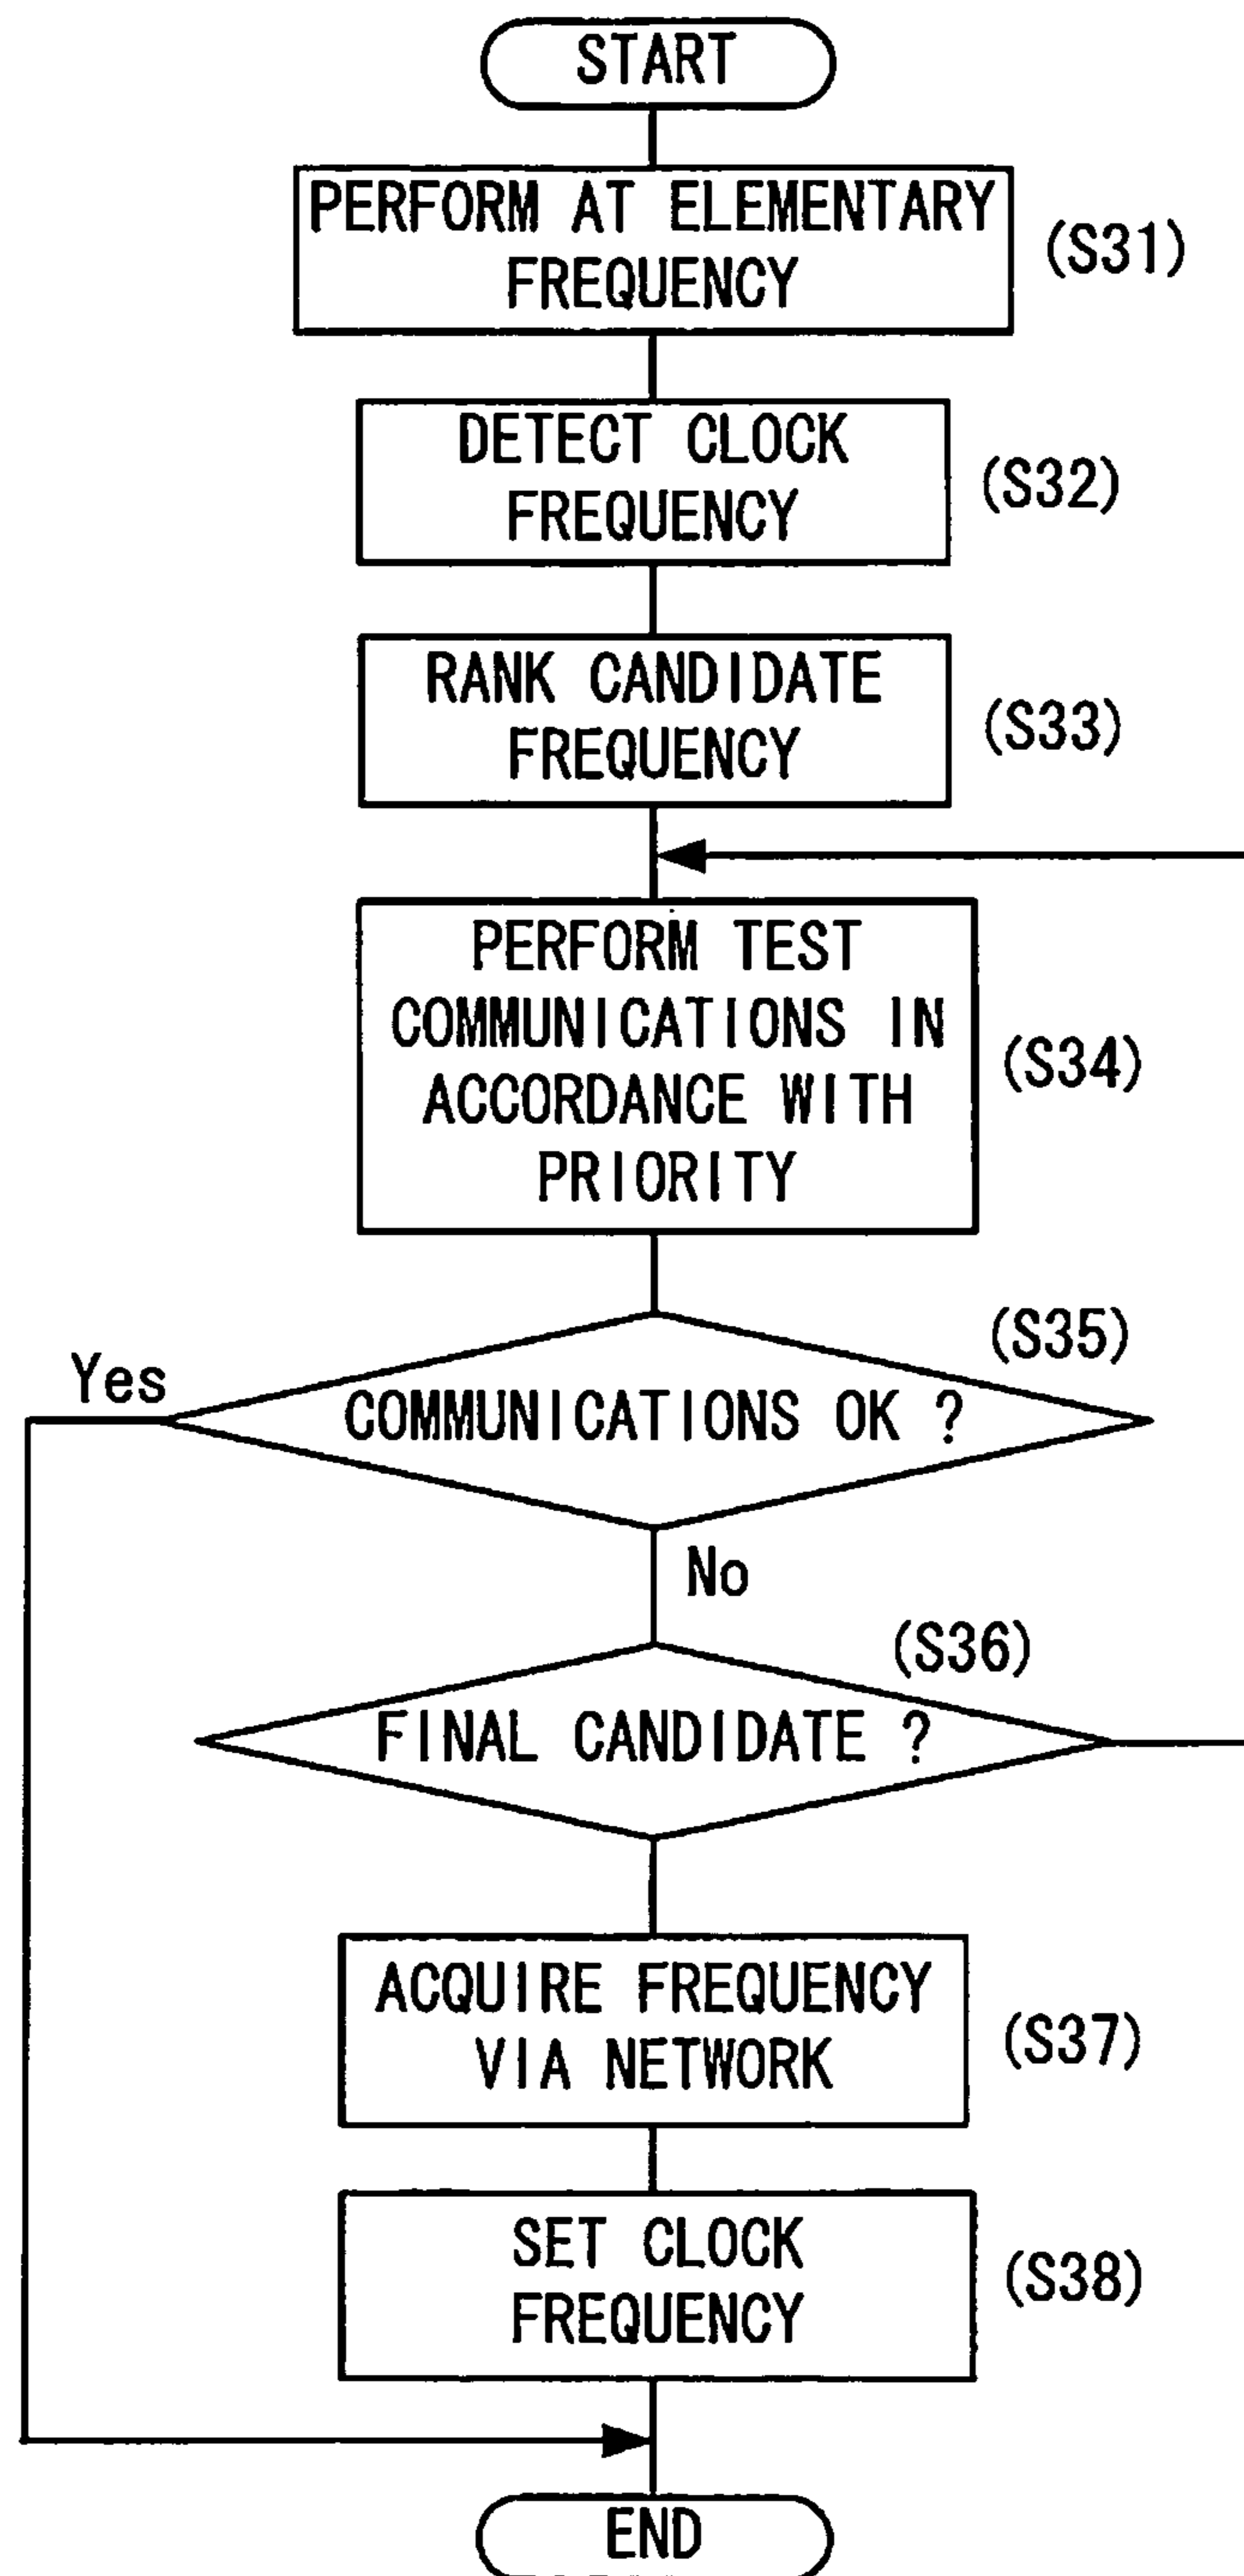 START
PERFORM AT ELEMENTARY
FREQUENCY
(S31)
DETECT CLOCK
FREQUENCY
(S32)
RANK CANDIDATE
FREQUENCY
(S33)
PERFORM TEST
COMMUNICATIONS IN
ACCORDANCE WITH
PRIORITY
(S34)
(S35)
Yes
COMMUNICATIONS OK ?
No
(S36)
FINAL CANDIDATE ?
ACQUIRE FREQUENCY
VIA NETWORK
(S37)
SET CLOCK
FREQUENCY
(S38)
END